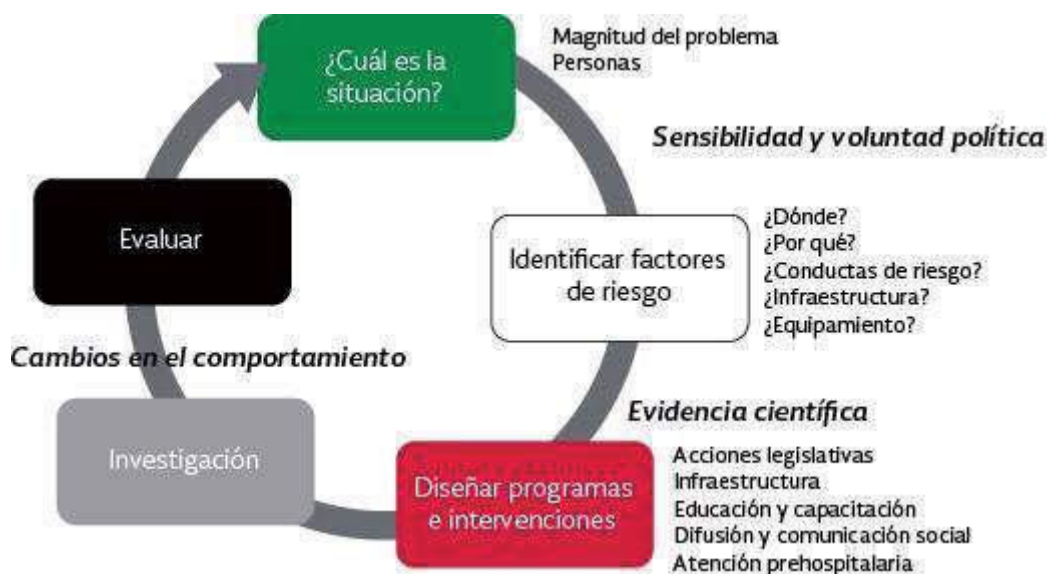 ¿Cuál es la
situación?
Magnitud del problema
Personas
Sensibilidad y voluntad política
Identificar factores
de riesgo
¿Dónde?
¿Por qué?
¿Conductas de riesgo?
¿Infraestructura?
¿Equipamiento?
Evidencia científica
Diseñar programas
e intervenciones
Acciones legislativas
Infraestructura
Educación y capacitación
Difusión y comunicación social
Atención prehospitalaria
Investigación
Cambios en el comportamiento
Evaluar